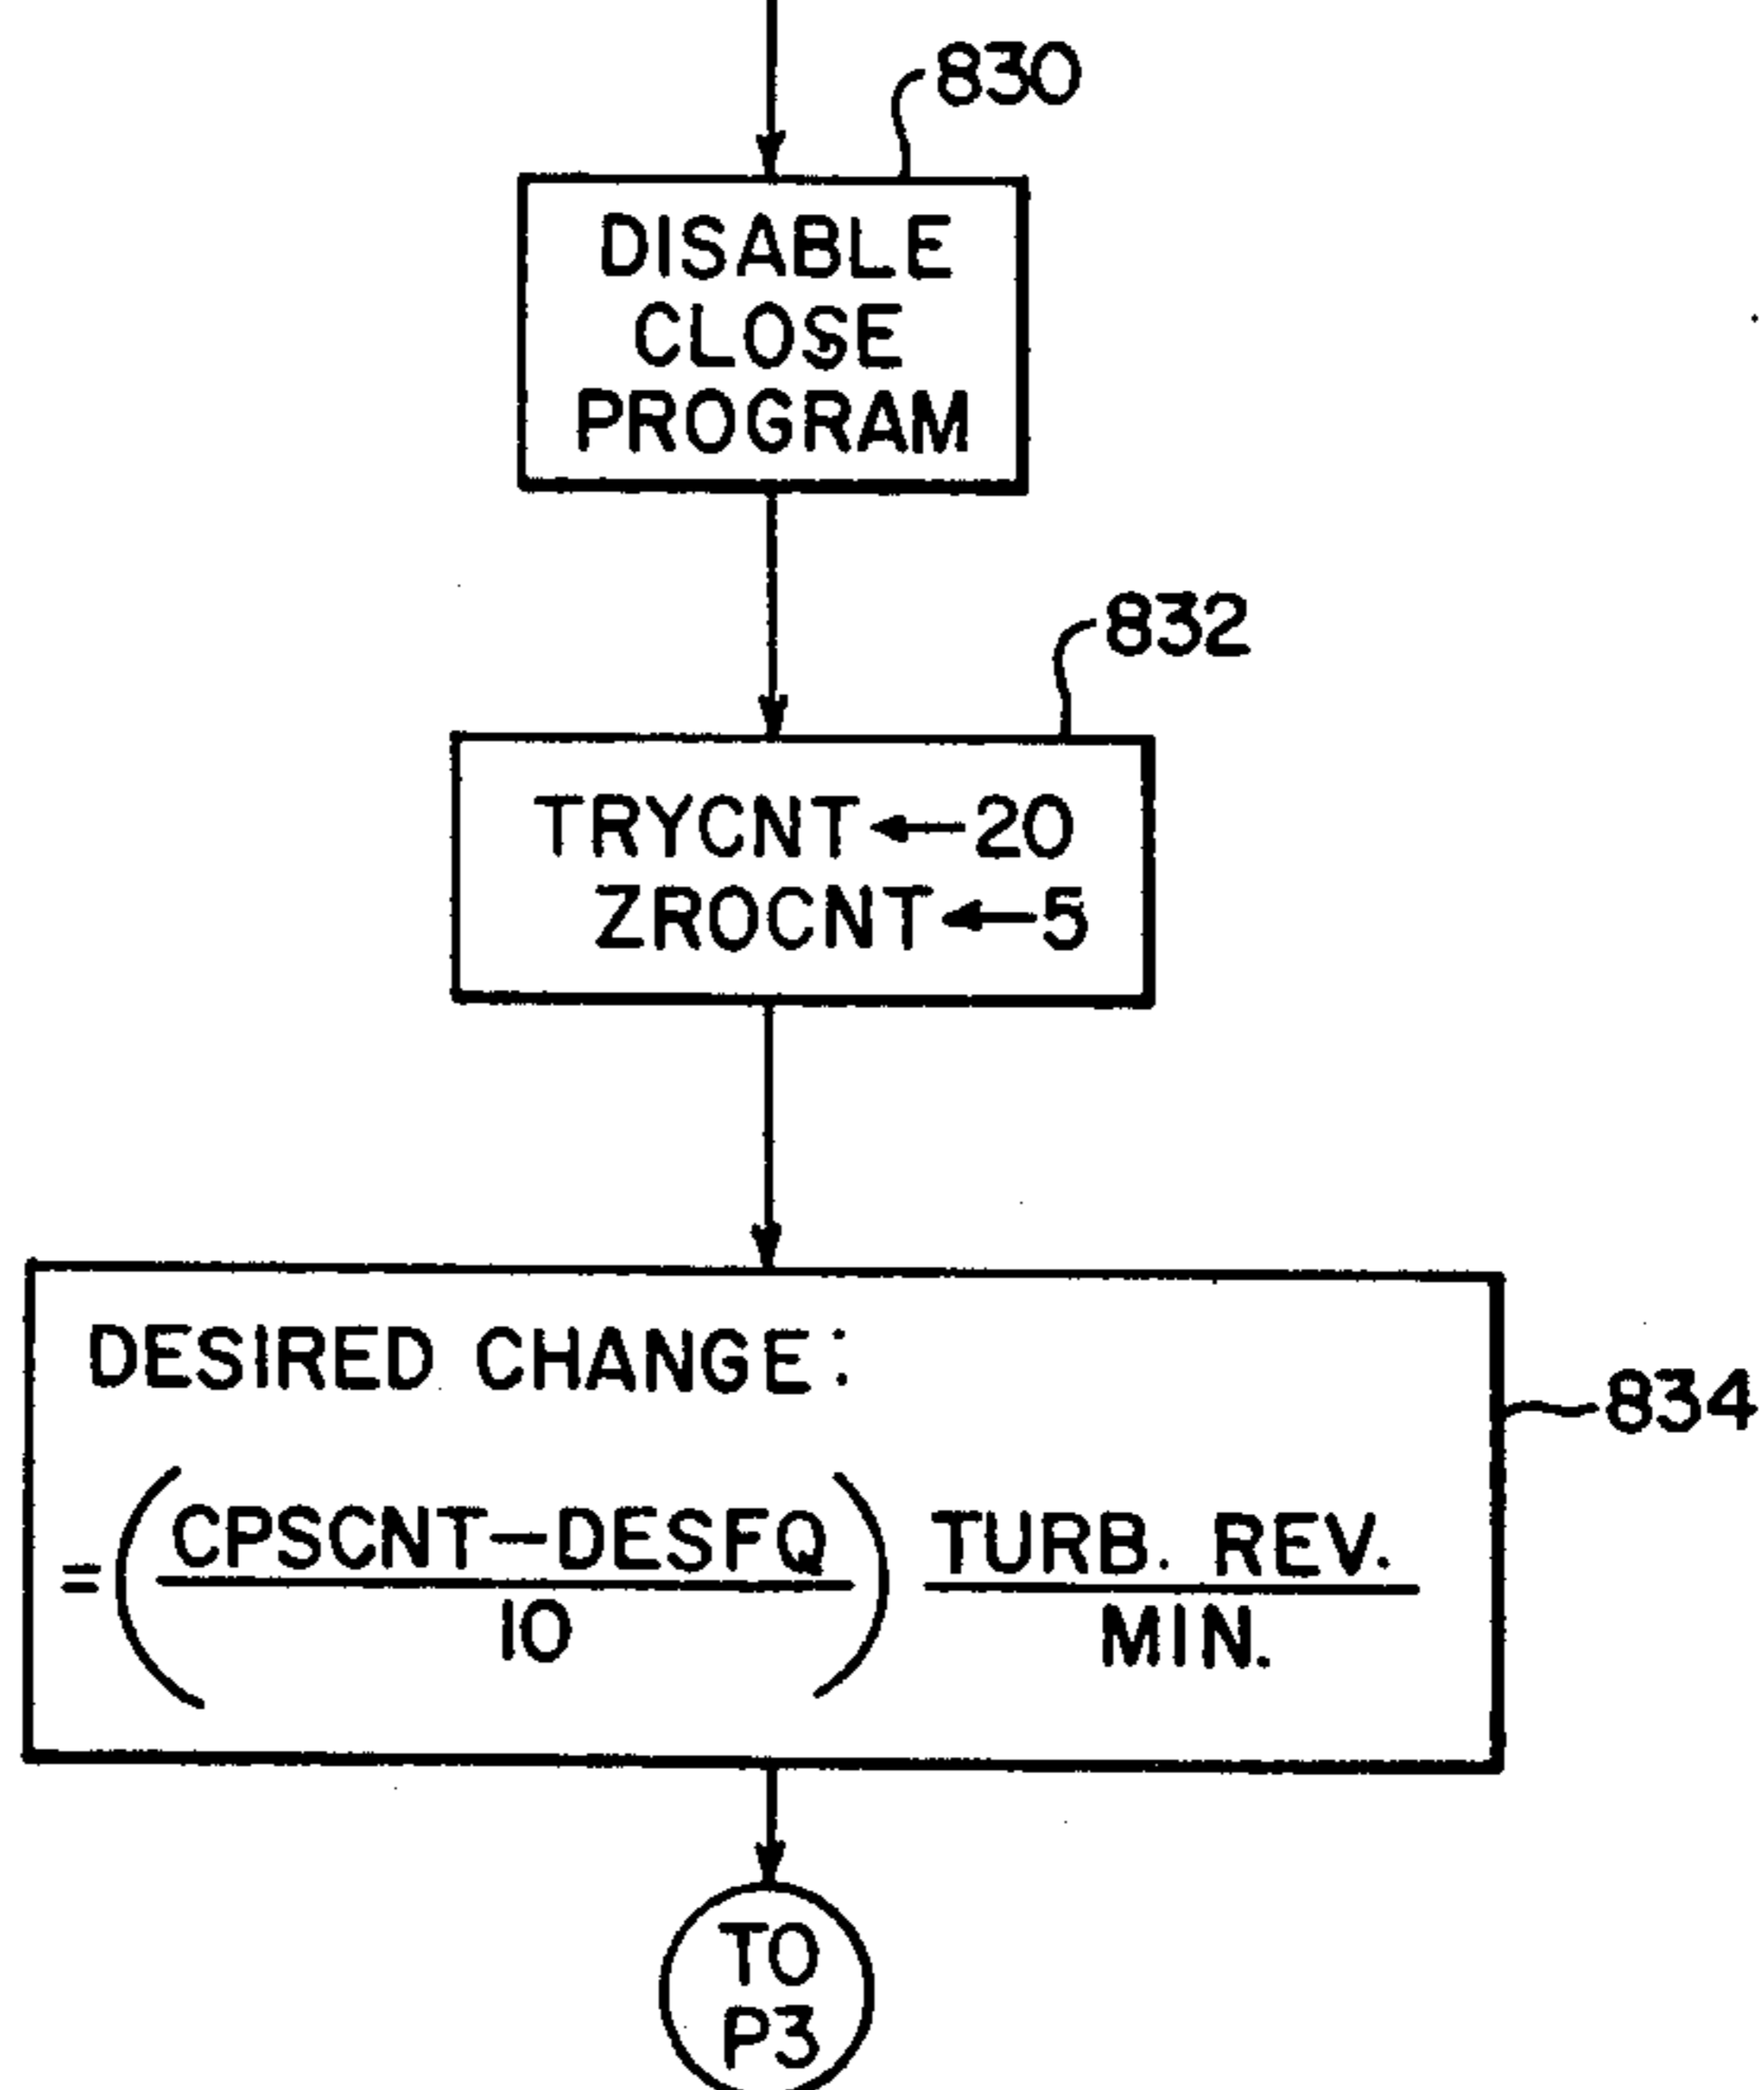 830
DISABLE
CLOSE
PROGRAM
832
TRYCNT←20
ZROCNT←5
DESIRED CHANGE:
834
=(CPSCNT-DESFQ/10) TURB. REV./MIN.
TO
P3